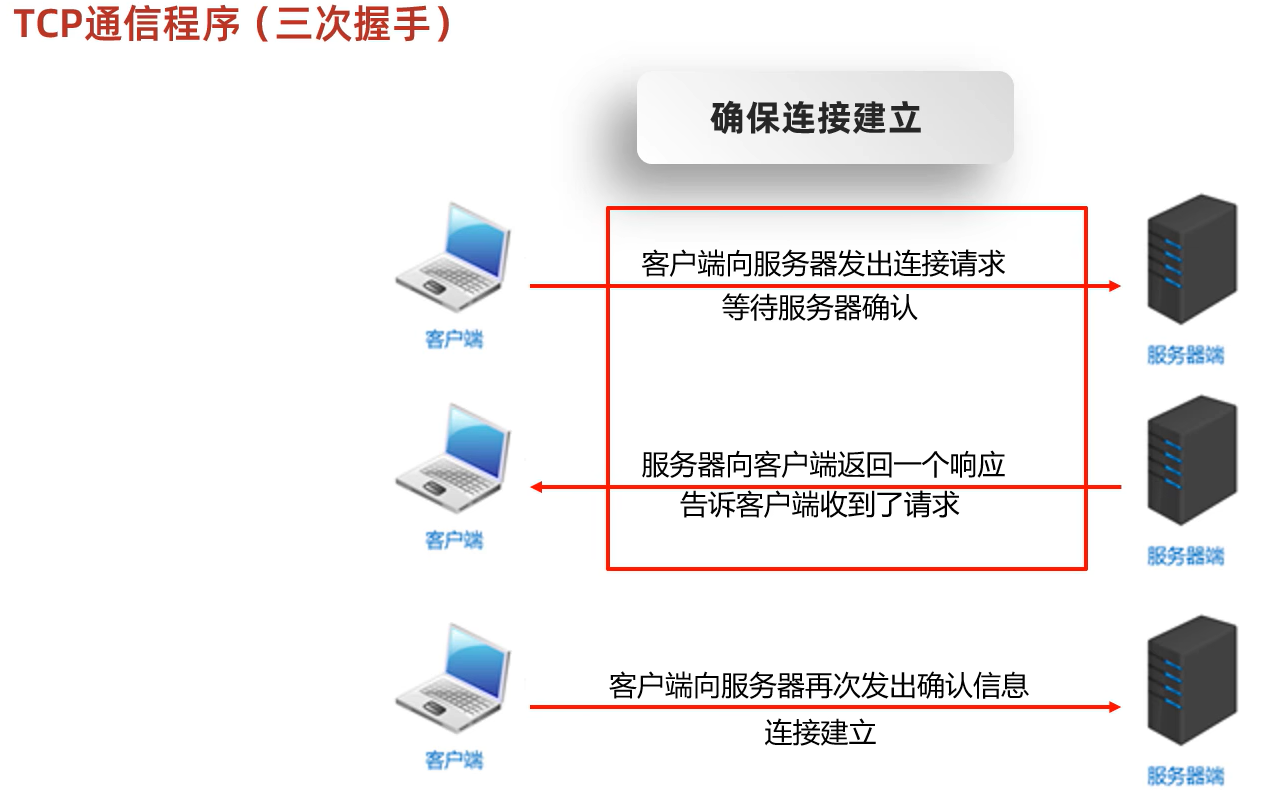 TCP通信程序（三次握手）
确保连接建立
客户端向服务器发出连接请求
等待服务器确认
客户端
服务器端
服务器向客户端返回一个响应
告诉客户端收到了请求
客户端
服务器端
客户端向服务器再次发出确认信息
连接建立
客户端
服务器端